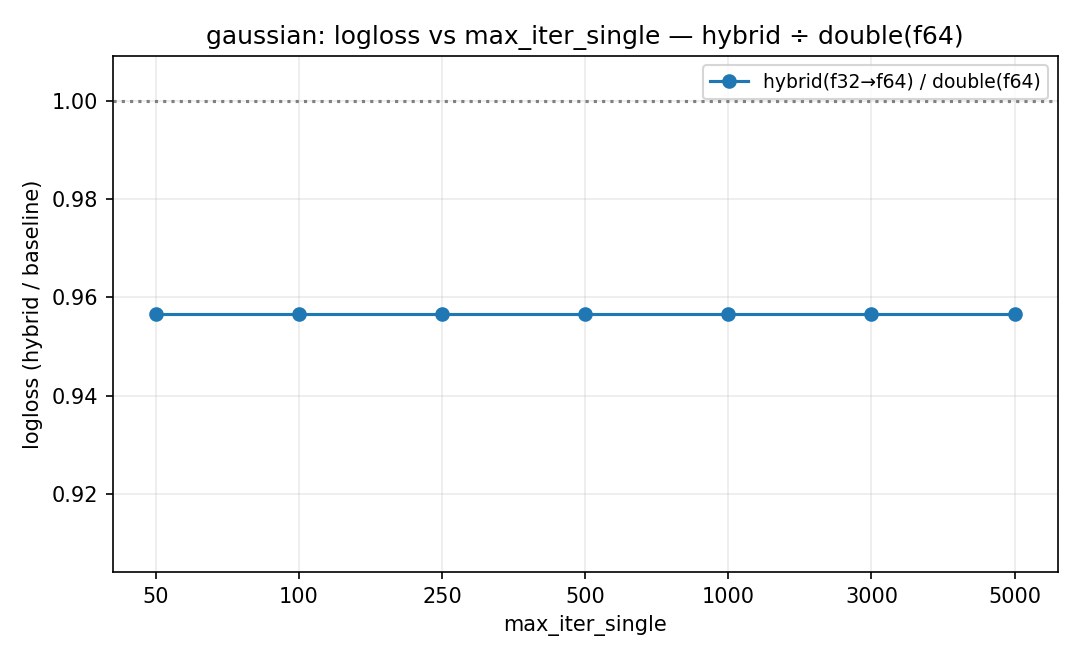 gaussian: logloss vs max_iter_single — hybrid ÷ double(f64)
hybrid(f32→f64) / double(f64)
logloss (hybrid / baseline)
1.00
0.98
0.96
0.94
0.92
50 100 250 500 1000 3000 5000
max_iter_single